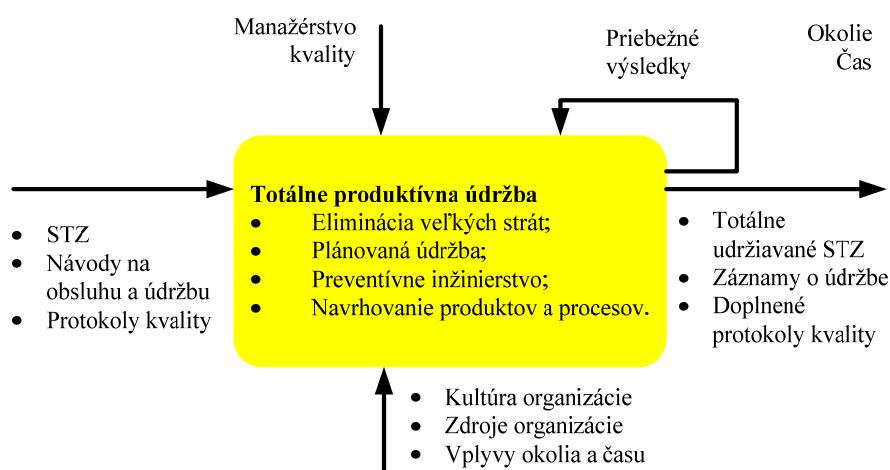 Manažérstvo
kvality
Priebežné
výsledky
Okolie
Čas
Totálne produktívna údržba
• Eliminácia veľkých strát;
• Plánovaná údržba;
• Preventívne inžinierstvo;
• Navrhovanie produktov a procesov.
• STZ
• Návody na
obsluhu a údržbu
• Protokoly kvality
• Totálne
udržiavané STZ
• Záznamy o údržbe
• Doplnené
protokoly kvality
• Kultúra organizácie
• Zdroje organizácie
• Vplyvy okolia a času